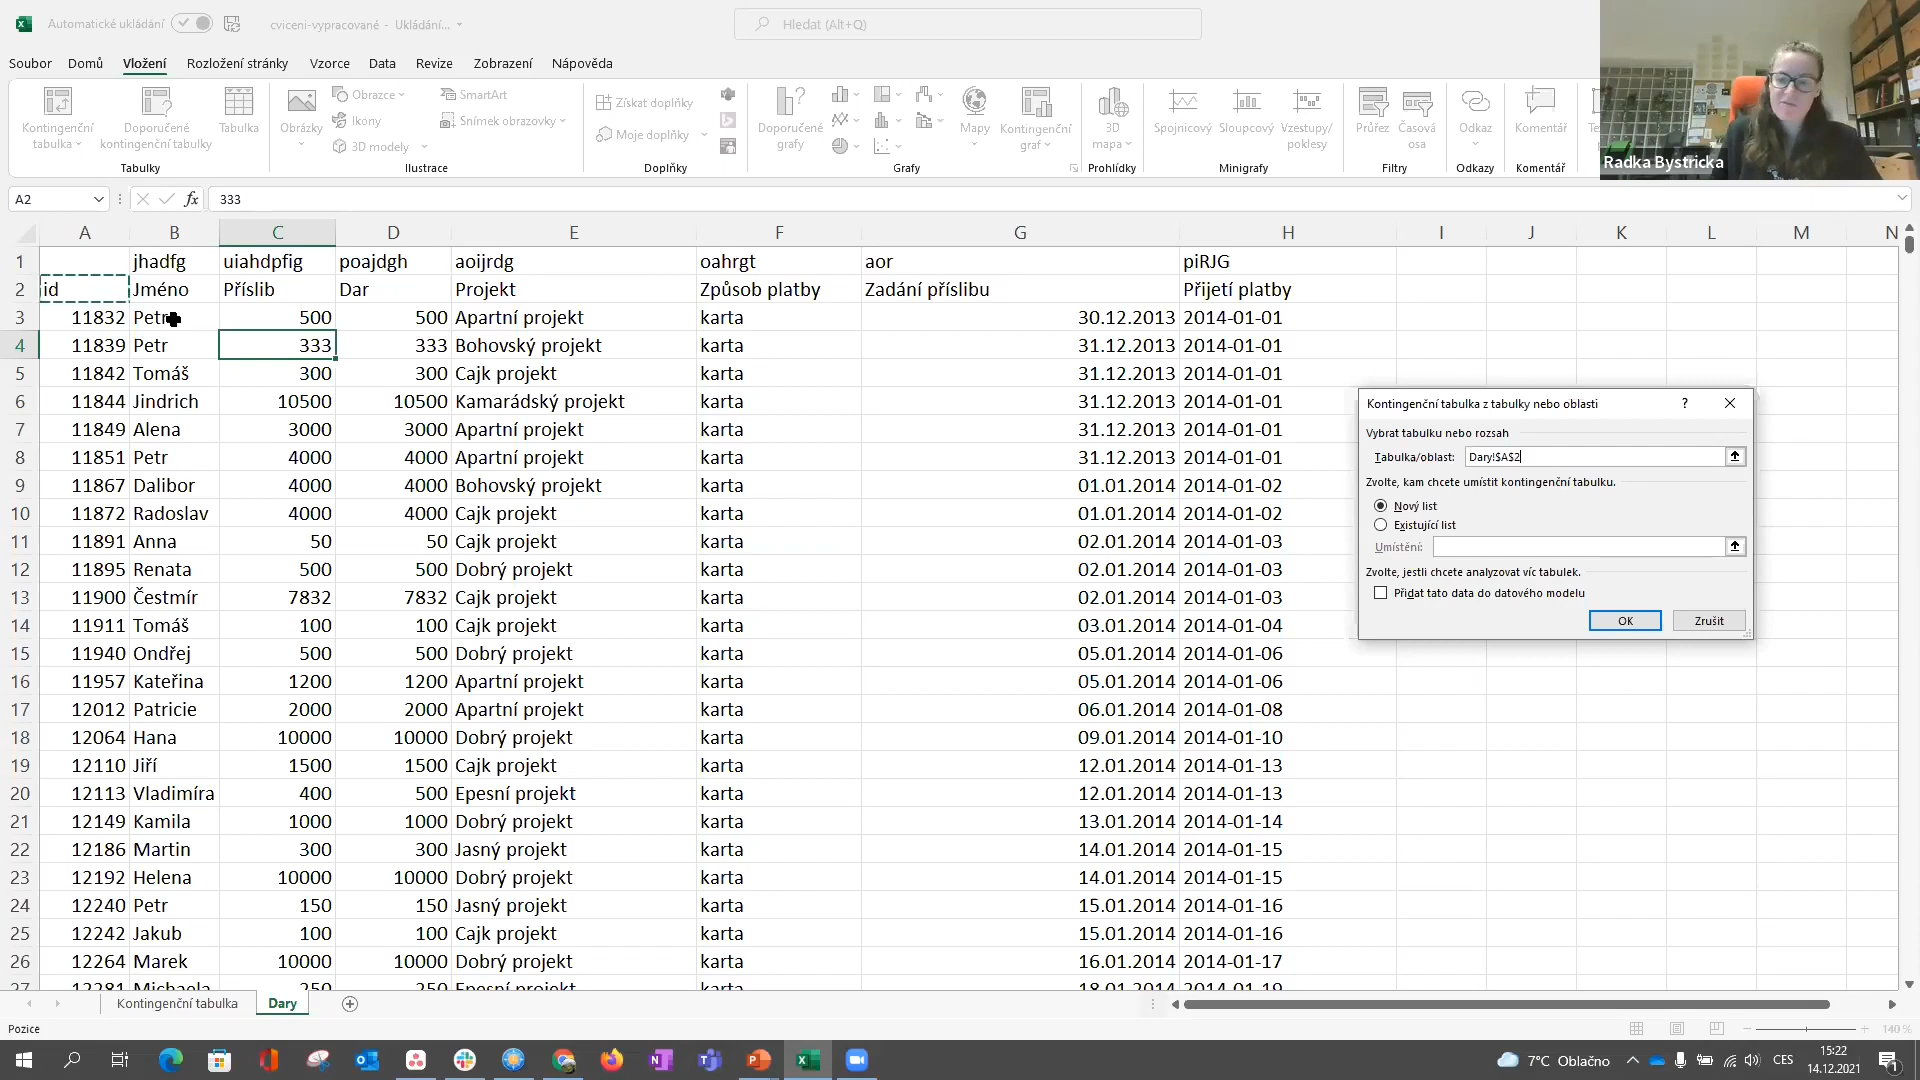 Automatické ukládání
cviceni-vypracované - Ukládání...
Hledat (Alt+Q)
Soubor Domů Vložení Rozložení stránky Vzorce Data Revize Zobrazení Nápověda
Kontingenční tabulka
Doporučené kontingenční tabulky
Tabulka
Tabulky
Obrázky
Obrazce
Ikony
3D modely
SmartArt
Snímek obrazovky
Ilustrace
Získat doplňky
Moje doplňky
Doplňky
Doporučené grafy
Mapy
Kontingenční graf
Grafy
3D mapa
Prohlídky
Spojnicový
Sloupcový
Vzestupy/poklesy
Minigrafy
Průřez
Časová osa
Filtry
Odkaz
Odkazy
Komentář
Komentář
Radka Bystricka
A2 fx 333
A B C D E F G H I J K L M N
1 jhadfg uiahdpfig poajdgh aoijrdg oahrgt aor piRJG
2 id Jméno Příslib Dar Projekt Způsob platby Zadání příslibu Přijetí platby
3 11832 Petr 500 500 Apartní projekt karta 30.12.2013 2014-01-01
4 11839 Petr 333 333 Bohovský projekt karta 31.12.2013 2014-01-01
5 11842 Tomáš 300 300 Cajk projekt karta 31.12.2013 2014-01-01
6 11844 Jindrich 10500 10500 Kamarádský projekt karta 31.12.2013 2014-01-01
7 11849 Alena 3000 3000 Apartní projekt karta 31.12.2013 2014-01-01
8 11851 Petr 4000 4000 Apartní projekt karta 31.12.2013 2014-01-01
9 11867 Dalibor 4000 4000 Bohovský projekt karta 01.01.2014 2014-01-02
10 11872 Radoslav 4000 4000 Cajk projekt karta 01.01.2014 2014-01-02
11 11891 Anna 50 50 Cajk projekt karta 02.01.2014 2014-01-03
12 11895 Renata 500 500 Dobrý projekt karta 02.01.2014 2014-01-03
13 11900 Čestmír 7832 7832 Cajk projekt karta 02.01.2014 2014-01-03
14 11911 Tomáš 100 100 Cajk projekt karta 03.01.2014 2014-01-04
15 11940 Ondřej 500 500 Dobrý projekt karta 05.01.2014 2014-01-06
16 11957 Kateřina 1200 1200 Apartní projekt karta 05.01.2014 2014-01-06
17 12012 Patricie 2000 2000 Apartní projekt karta 06.01.2014 2014-01-08
18 12064 Hana 10000 10000 Dobrý projekt karta 09.01.2014 2014-01-10
19 12110 Jiří 1500 1500 Cajk projekt karta 12.01.2014 2014-01-13
20 12113 Vladimíra 400 500 Epesní projekt karta 12.01.2014 2014-01-13
21 12149 Kamila 1000 1000 Dobrý projekt karta 13.01.2014 2014-01-14
22 12186 Martin 300 300 Jasný projekt karta 14.01.2014 2014-01-15
23 12192 Helena 10000 10000 Dobrý projekt karta 14.01.2014 2014-01-15
24 12240 Petr 150 150 Jasný projekt karta 15.01.2014 2014-01-16
25 12242 Jakub 100 100 Cajk projekt karta 15.01.2014 2014-01-16
26 12264 Marek 10000 10000 Dobrý projekt karta 16.01.2014 2014-01-17
27 12281 Michaela 250 250 Epesní projekt karta 18.01.2014 2014-01-19
Kontingenční tabulka z tabulky nebo oblasti ?
Vybrat tabulku nebo rozsah
Tabulka/oblast: Dary!$A$2
Zvolte, kam chcete umístit kontingenční tabulku.
Nový list
Existující list
Umístění:
Zvolte, jestli chcete analyzovat víc tabulek.
Přidat tato data do datového modelu
OK Zrušit
Kontingenční tabulka Dary
Pozice
140 %
7°C Oblačno
CES
15:22
14.12.2021
1